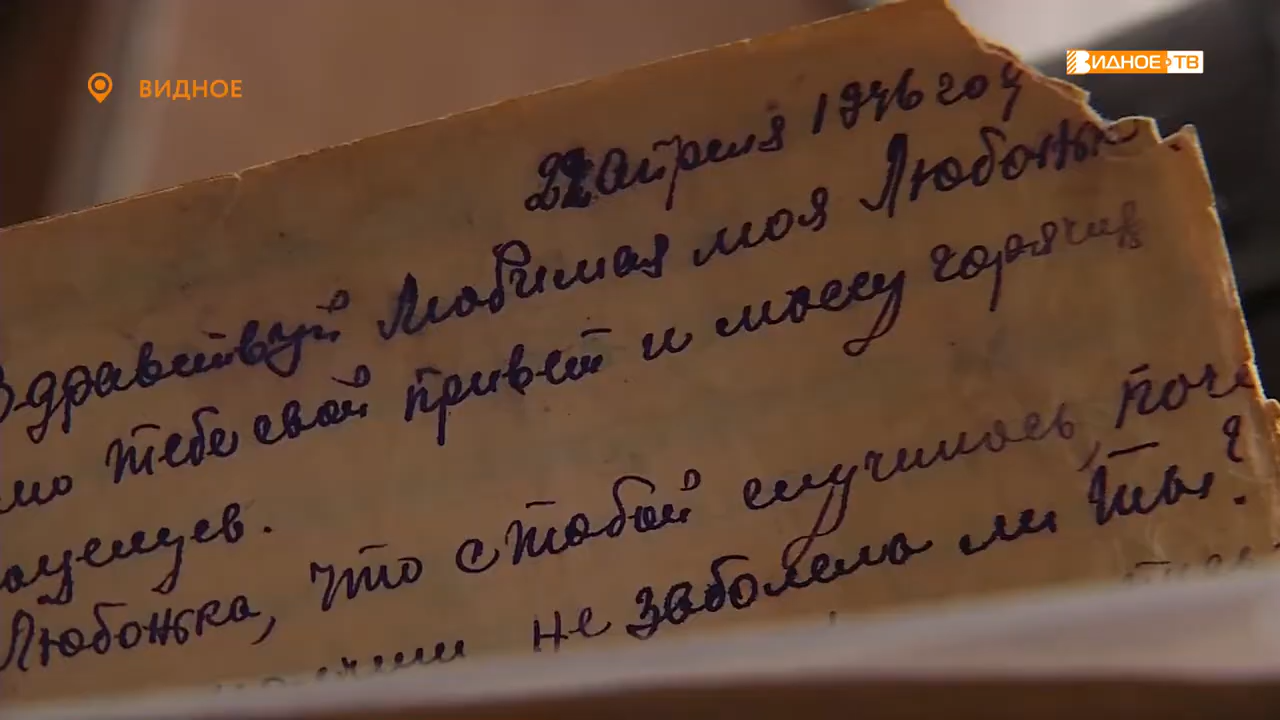 ВИДНОЕ
ВИДНОЕ ТВ
22 апреля 1946 год
Здравствуй Любимая моя Любоньк
тебе свой привет и массу горячих
поцелуев.
Любонька, что с тобой случилось, поче
не заболела ли Ты?